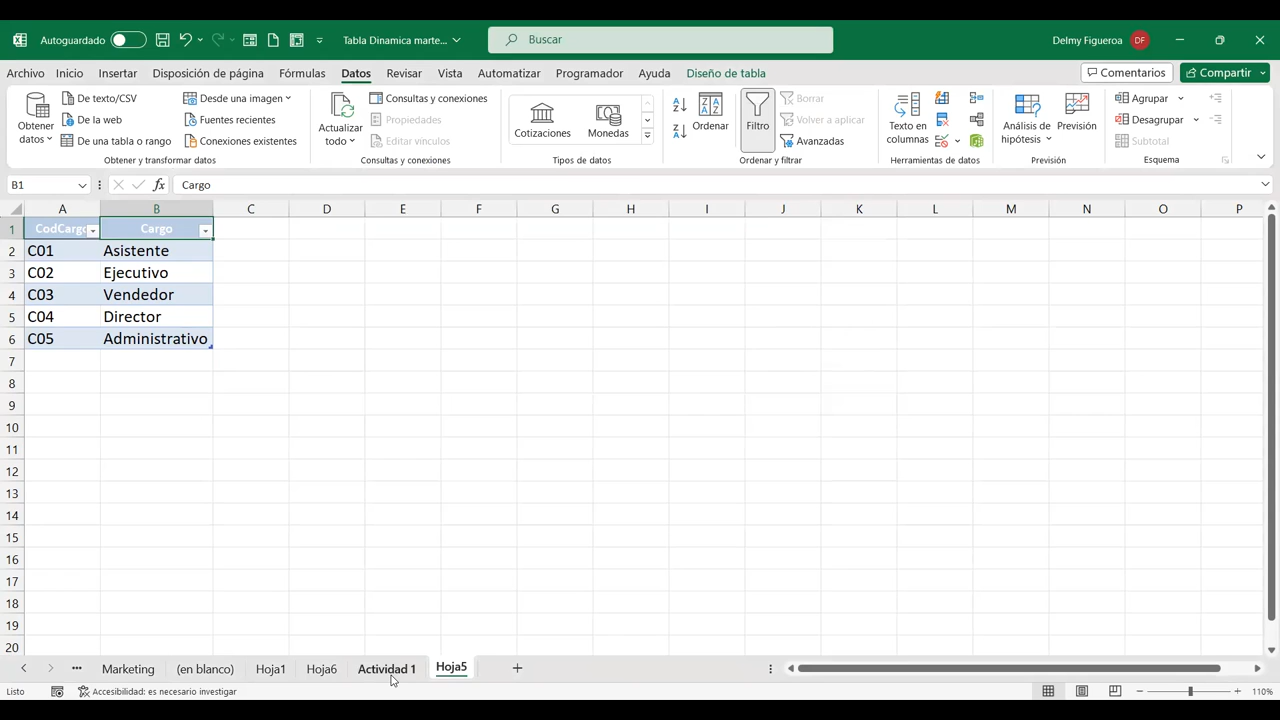 Autoguardado
Tabla Dinamica marte...
Buscar
Delmy Figueroa DF
Archivo Inicio Insertar Disposición de página Fórmulas Datos Revisar Vista Automatizar Programador Ayuda Diseño de tabla Comentarios Compartir
Obtener datos
De texto/CSV
De la web
De una tabla o rango
Desde una imagen
Fuentes recientes
Conexiones existentes
Obtener y transformar datos
Actualizar todo
Consultas y conexiones
Propiedades
Editar vínculos
Consultas y conexiones
Cotizaciones
Monedas
Tipos de datos
Ordenar
Filtro
Borrar
Volver a aplicar
Avanzadas
Ordenar y filtrar
Texto en columnas
Herramientas de datos
Análisis de hipótesis
Previsión
Previsión
Agrupar
Desagrupar
Subtotal
Esquema
B1 fx Cargo
A B C D E F G H I J K L M N O P
1 CodCargo Cargo
2 C01 Asistente
3 C02 Ejecutivo
4 C03 Vendedor
5 C04 Director
6 C05 Administrativo
7
8
9
10
11
12
13
14
15
16
17
18
19
20
Marketing (en blanco) Hoja1 Hoja6 Actividad 1 Hoja5
Listo Accesibilidad: es necesario investigar 110%